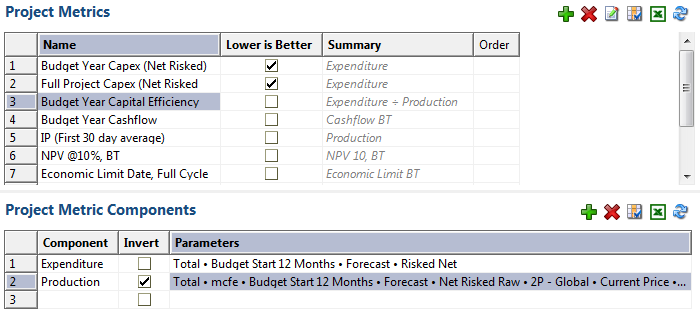 Project Metrics
Name Lower is Better Summary Order
1 Budget Year Capex (Net Risked) Expenditure
2 Full Project Capex (Net Risked Expenditure
3 Budget Year Capital Efficiency Expenditure ÷ Production
4 Budget Year Cashflow Cashflow BT
5 IP (First 30 day average) Production
6 NPV @10%, BT NPV 10, BT
7 Economic Limit Date, Full Cycle Economic Limit BT
Project Metric Components
Component Invert Parameters
1 Expenditure Total • Budget Start 12 Months • Forecast • Risked Net
2 Production Total • mcfe • Budget Start 12 Months • Forecast • Net Risked Raw • 2P - Global • Current Price •...
3